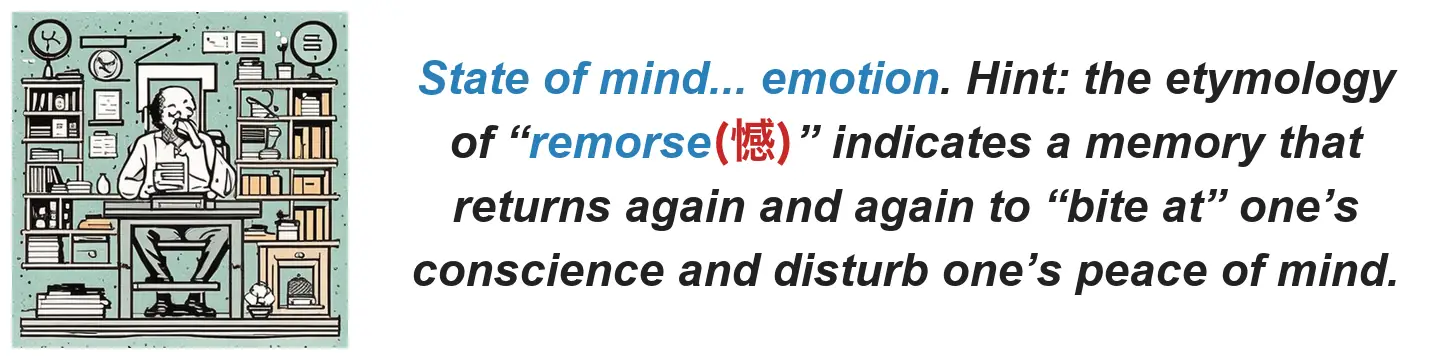 State of mind... emotion. Hint: the etymology
of “remorse(憾)” indicates a memory that
returns again and again to “bite at” one’s
conscience and disturb one’s peace of mind.